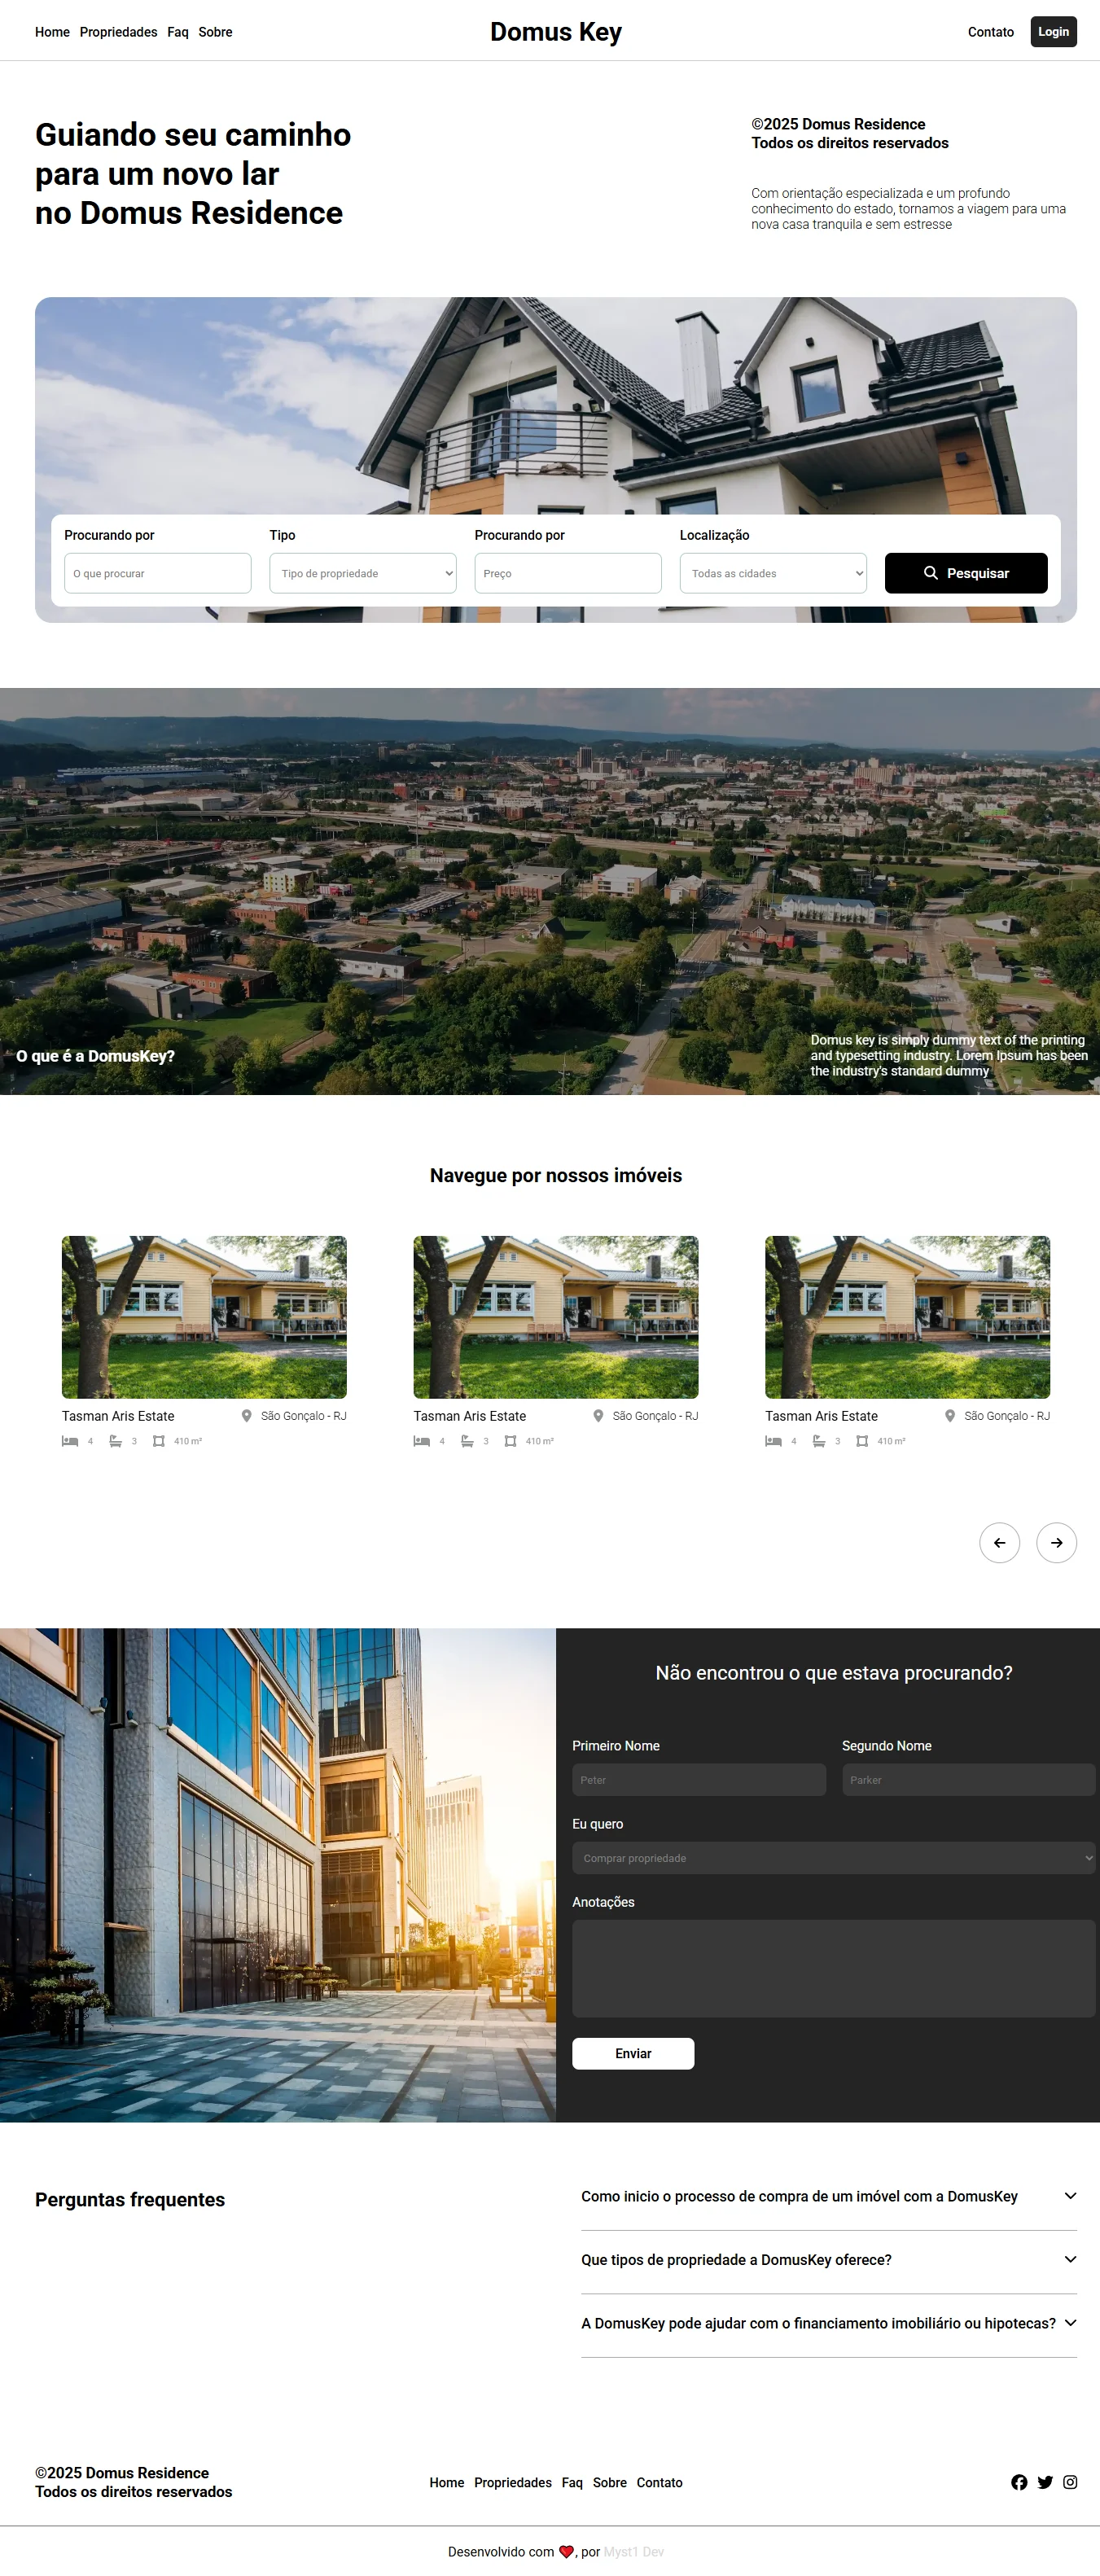 Home Propriedades Faq Sobre
Domus Key
Contato
Login
Guiando seu caminho
para um novo lar
no Domus Residence
©2025 Domus Residence
Todos os direitos reservados
Com orientação especializada e um profundo
conhecimento do estado, tornamos a viagem para uma
nova casa tranquila e sem estresse
Procurando por
O que procurar
Tipo
Tipo de propriedade
Procurando por
Preço
Localização
Todas as cidades
Pesquisar
O que é a DomusKey?
Domus key is simply dummy text of the printing
and typesetting industry. Lorem Ipsum has been
the industry's standard dummy
Navegue por nossos imóveis
Tasman Aris Estate
São Gonçalo - RJ
4 3 410 m²
Tasman Aris Estate
São Gonçalo - RJ
4 3 410 m²
Tasman Aris Estate
São Gonçalo - RJ
4 3 410 m²
Não encontrou o que estava procurando?
Primeiro Nome
Peter
Segundo Nome
Parker
Eu quero
Comprar propriedade
Anotações
Enviar
Perguntas frequentes
Como inicio o processo de compra de um imóvel com a DomusKey
Que tipos de propriedade a DomusKey oferece?
A DomusKey pode ajudar com o financiamento imobiliário ou hipotecas?
©2025 Domus Residence
Todos os direitos reservados
Home Propriedades Faq Sobre Contato
Desenvolvido com ❤, por Myst1 Dev